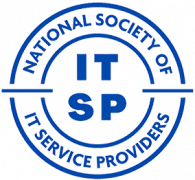 NATIONAL SOCIETY OF
IT
SP
IT SERVICE PROVIDERS